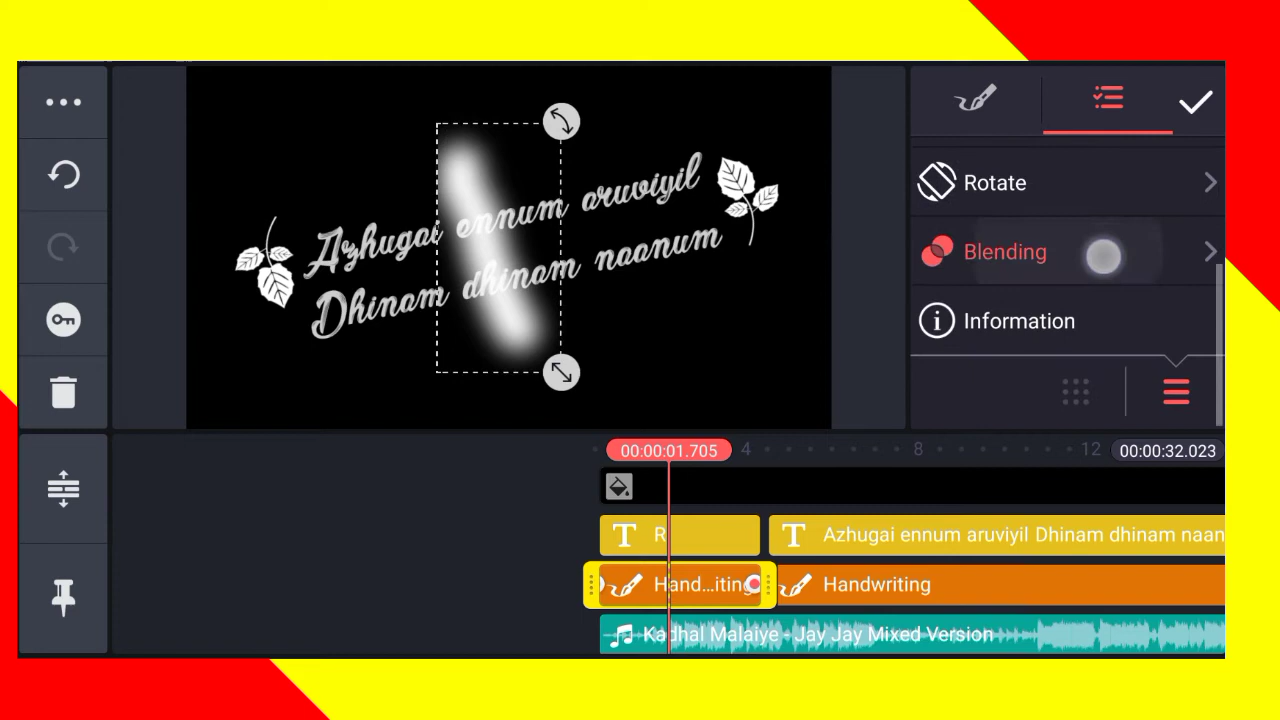 Azhugai ennum aruviyil
Dhinam dhinam naanum
Rotate
Blending
Information
00:00:01.705
4
8
12
00:00:32.023
T R
T Azhugai ennum aruviyil Dhinam dhinam naan
Hand...iting
Handwriting
Kadhal Malaiye - Jay Jay Mixed Version